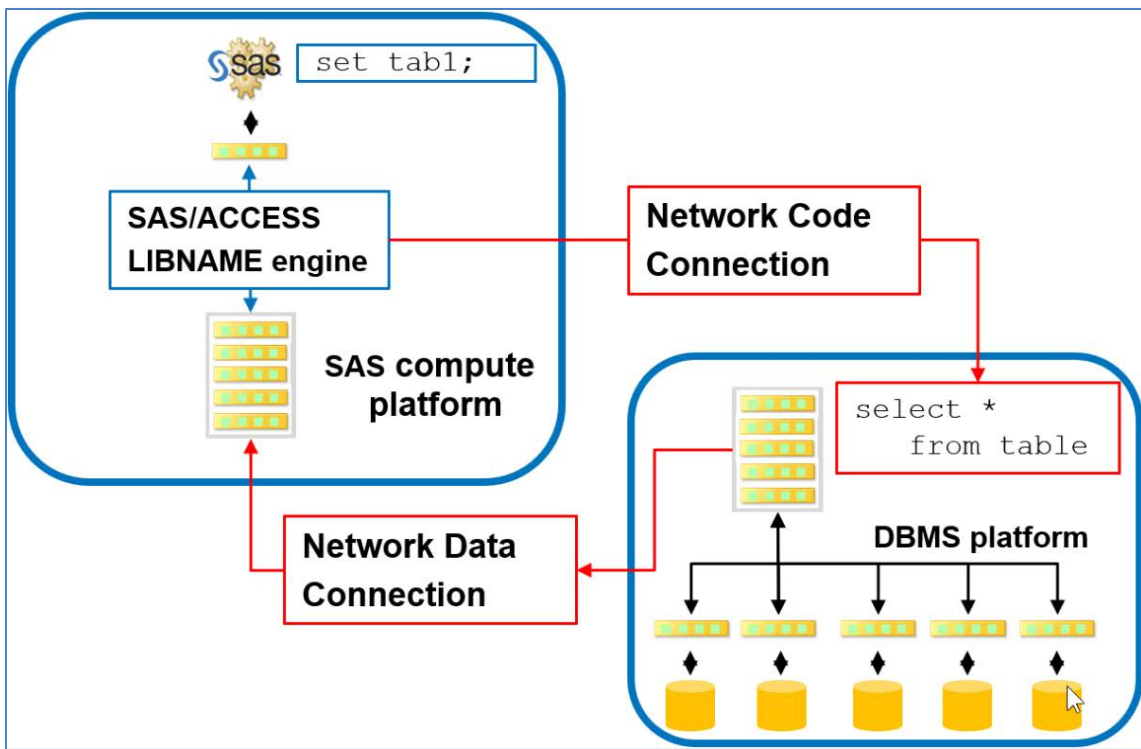 sas
set tab1;
SAS/ACCESS
LIBNAME engine
Network Code
Connection
SAS compute
platform
select *
from table
DBMS platform
Network Data
Connection